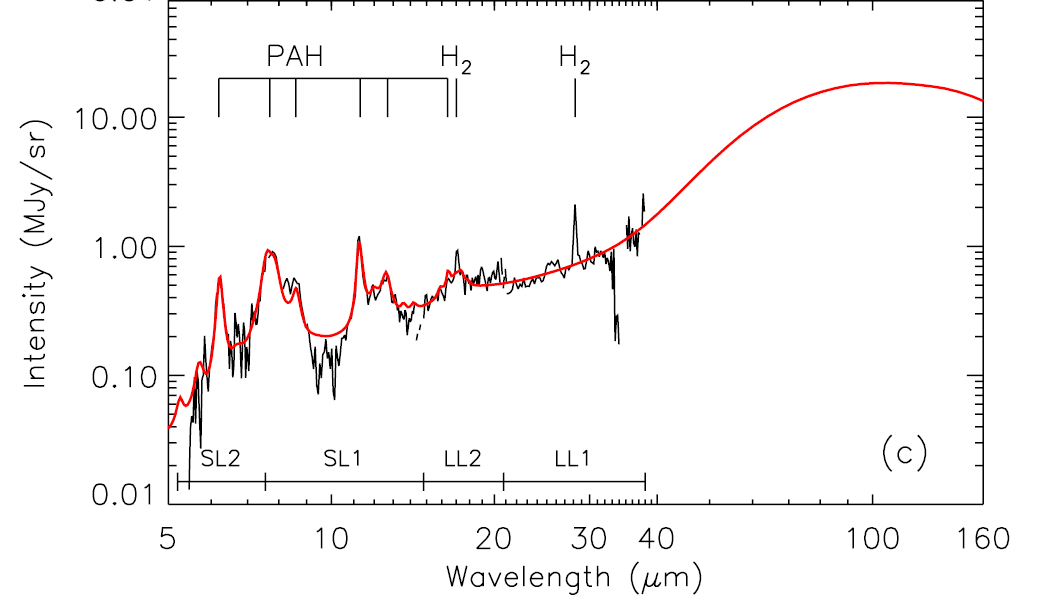 PAH H2 H2
10.00
1.00
0.10
0.01
Intensity (MJy/sr)
SL2 SL1 LL2 LL1
(c)
5 10 20 30 40 100 160
Wavelength (μm)